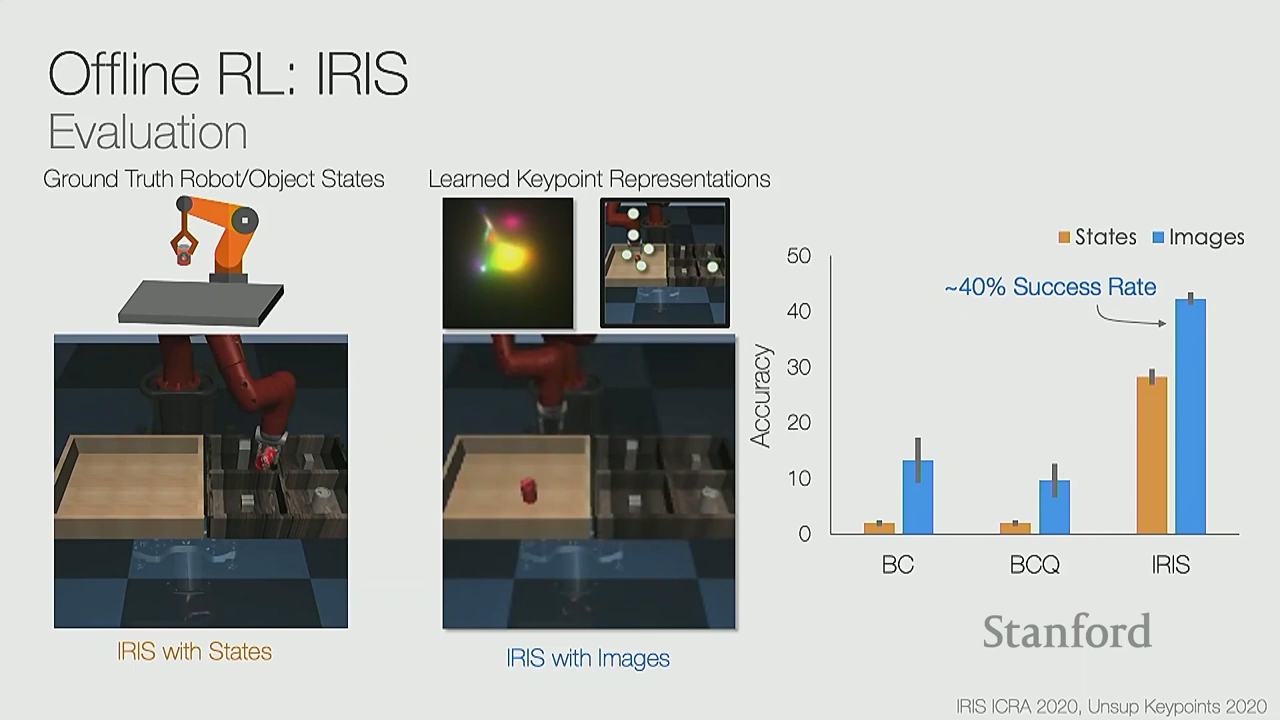 Offline RL: IRIS
Evaluation
Ground Truth Robot/Object States
Learned Keypoint Representations
IRIS with States
IRIS with Images
States
Images
~40% Success Rate
Accuracy
50
40
30
20
10
0
BC
BCQ
IRIS
Stanford
IRIS ICRA 2020, Unsup Keypoints 2020